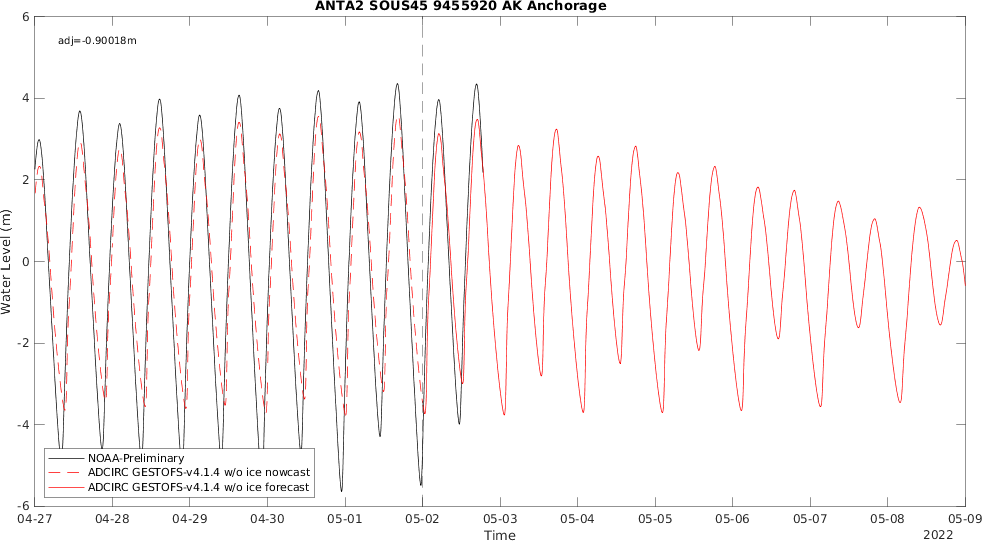 ANTA2 SOUS45 9455920 AK Anchorage
adj=-0.90018m
6
4
2
0
-2
-4
-6
Water Level (m)
NOAA-Preliminary
ADCIRC GESTOFS-v4.1.4 w/o ice nowcast
ADCIRC GESTOFS-v4.1.4 w/o ice forecast
04-27 04-28 04-29 04-30 05-01 05-02 05-03 05-04 05-05 05-06 05-07 05-08 05-09
Time
2022